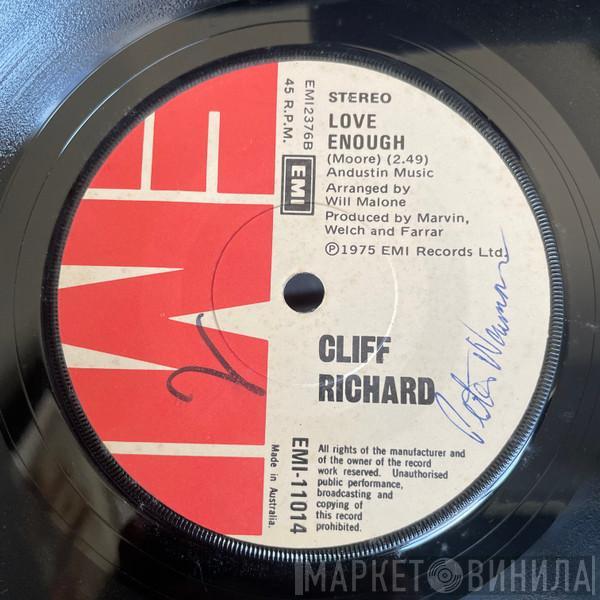 EMI
EMI2376B
45 R.P.M.
EMI
STEREO
LOVE
ENOUGH
(Moore) (2.49)
Andustin Music
Arranged by
Will Malone
Produced by Marvin,
Welch and Farrar
Ⓟ1975 EMI Records Ltd.
CLIFF
RICHARD
Peter
EMI-11014
Made in Australia.
All rights of the manufacturer and
of the owner of the record
work reserved. Unauthorised
public performance,
broadcasting and
copying of
this record
prohibited.
МАРКЕТ ВИНИЛА